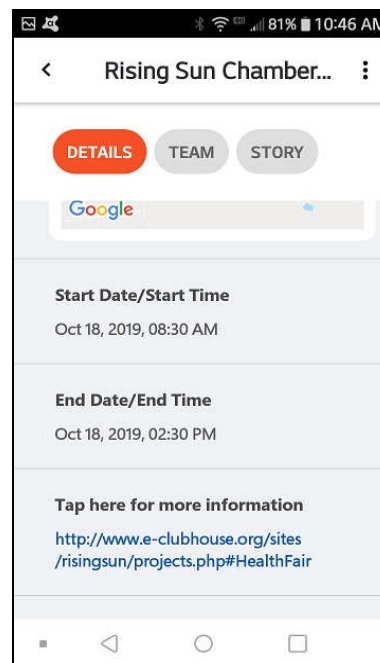 81% 10:46 AM
Rising Sun Chamber...
DETAILS TEAM STORY
Google
Start Date/Start Time
Oct 18, 2019, 08:30 AM
End Date/End Time
Oct 18, 2019, 02:30 PM
Tap here for more information
http://www.e-clubhouse.org/sites
/risingsun/projects.php#HealthFair